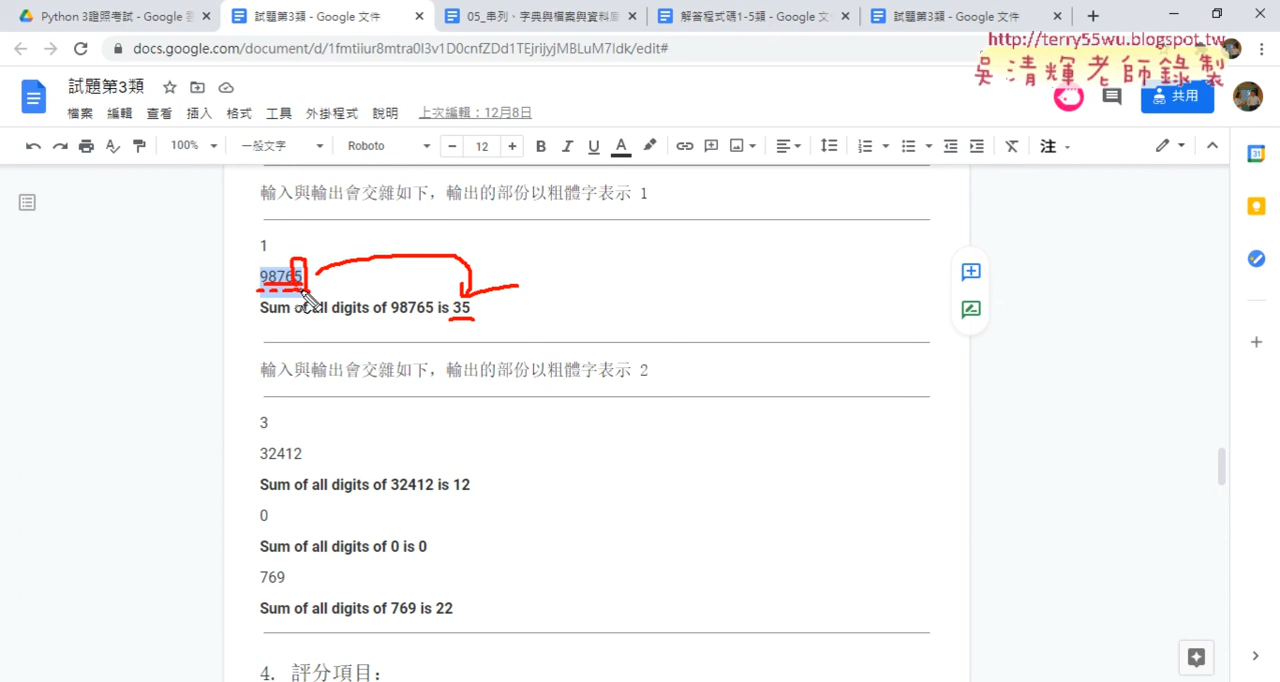 Python 3證照考試 - Google 雲
試題第3類 - Google 文件
05_串列、字典與檔案與資料庫
解答程式碼1-5類 - Google 文
試題第3類 - Google 文件
docs.google.com/document/d/1fmtiiur8mtra0I3v1D0cnfZDd1TEjrijyjMBLuM7Idk/edit#
http://terry55wu.blogspot.tw
吳清輝老師錄製
試題第3類
檔案 編輯 查看 插入 格式 工具 外掛程式 說明 上次編輯：12月8日
共用
100% 一般文字 Roboto 12 注
輸入與輸出會交雜如下，輸出的部份以粗體字表示 1
1
98765
Sum of all digits of 98765 is 35
輸入與輸出會交雜如下，輸出的部份以粗體字表示 2
3
32412
Sum of all digits of 32412 is 12
0
Sum of all digits of 0 is 0
769
Sum of all digits of 769 is 22
4. 評分項目：